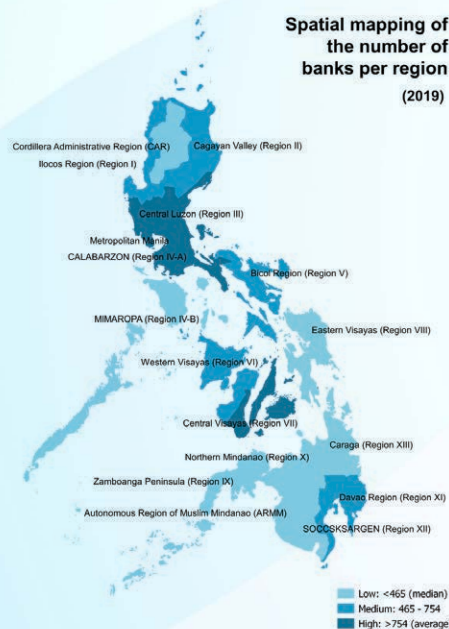 Spatial mapping of
the number of
banks per region
(2019)
Cordillera Administrative Region (CAR)
Cagayan Valley (Region II)
Ilocos Region (Region I)
Central Luzon (Region III)
Metropolitan Manila
CALABARZON (Region IV-A)
Bicol Region (Region V)
MIMAROPA (Region IV-B)
Eastern Visayas (Region VIII)
Western Visayas (Region VI)
Central Visayas (Region VII)
Caraga (Region XIII)
Northern Mindanao (Region X)
Zamboanga Peninsula (Region IX)
Davao Region (Region XI)
Autonomous Region of Muslim Mindanao (ARMM)
SOCCSKSARGEN (Region XII)
Low: <465 (median)
Medium: 465 - 754
High: >754 (average